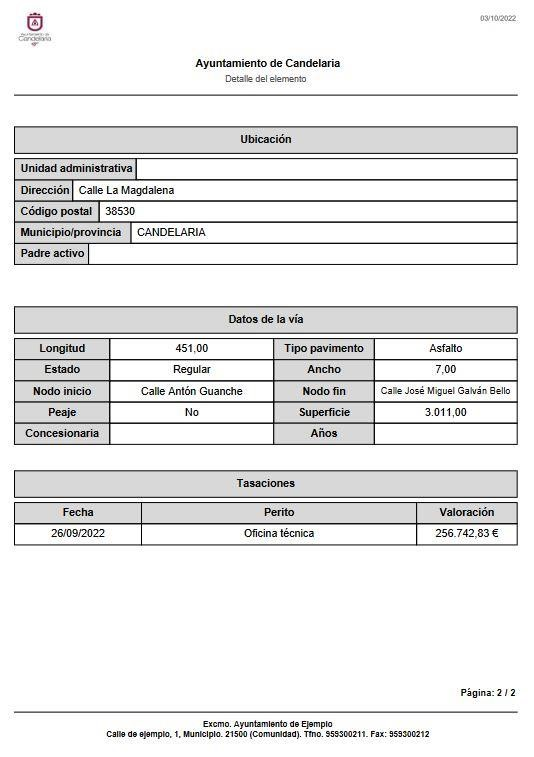 03/10/2022
Ayuntamiento de
Candelaria
Ayuntamiento de Candelaria
Detalle del elemento
Ubicación
Unidad administrativa
Dirección Calle La Magdalena
Código postal 38530
Municipio/provincia CANDELARIA
Padre activo
Datos de la vía
Longitud 451,00 Tipo pavimento Asfalto
Estado Regular Ancho 7,00
Nodo inicio Calle Antón Guanche Nodo fin Calle José Miguel Galván Bello
Peaje No Superficie 3.011,00
Concesionaria Años
Tasaciones
Fecha Perito Valoración
26/09/2022 Oficina técnica 256.742,83 €
Página: 2 / 2
Excmo. Ayuntamiento de Ejemplo
Calle de ejemplo, 1, Municipio. 21500 (Comunidad). Tfno. 959300211. Fax: 959300212